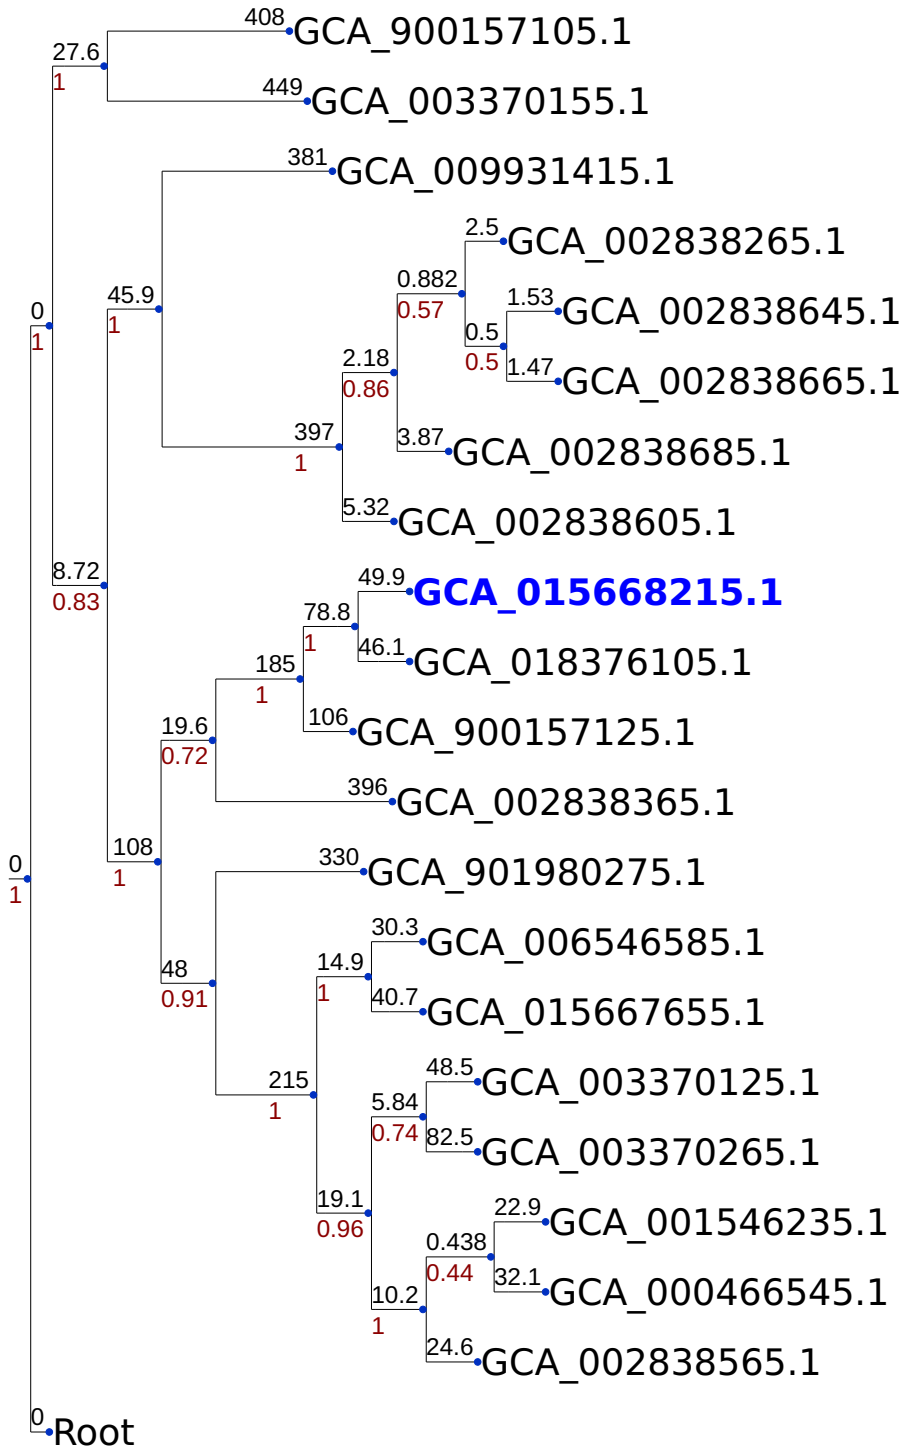 408
GCA_900157105.1
27.6
1
449
GCA_003370155.1
381
GCA_009931415.1
2.5
GCA_002838265.1
0.882
0.57
45.9
1
1.53
GCA_002838645.1
0
1
0.5
0.5
2.18
0.86
1.47
GCA_002838665.1
397
1
3.87
GCA_002838685.1
5.32
GCA_002838605.1
8.72
0.83
49.9
GCA_015668215.1
78.8
1
46.1
GCA_018376105.1
185
1
106
GCA_900157125.1
19.6
0.72
396
GCA_002838365.1
108
1
0
1
330
GCA_901980275.1
30.3
GCA_006546585.1
48
0.91
14.9
1
40.7
GCA_015667655.1
215
1
48.5
GCA_003370125.1
5.84
0.74
82.5
GCA_003370265.1
19.1
0.96
22.9
GCA_001546235.1
0.438
0.44
32.1
GCA_000466545.1
10.2
1
24.6
GCA_002838565.1
0
Root